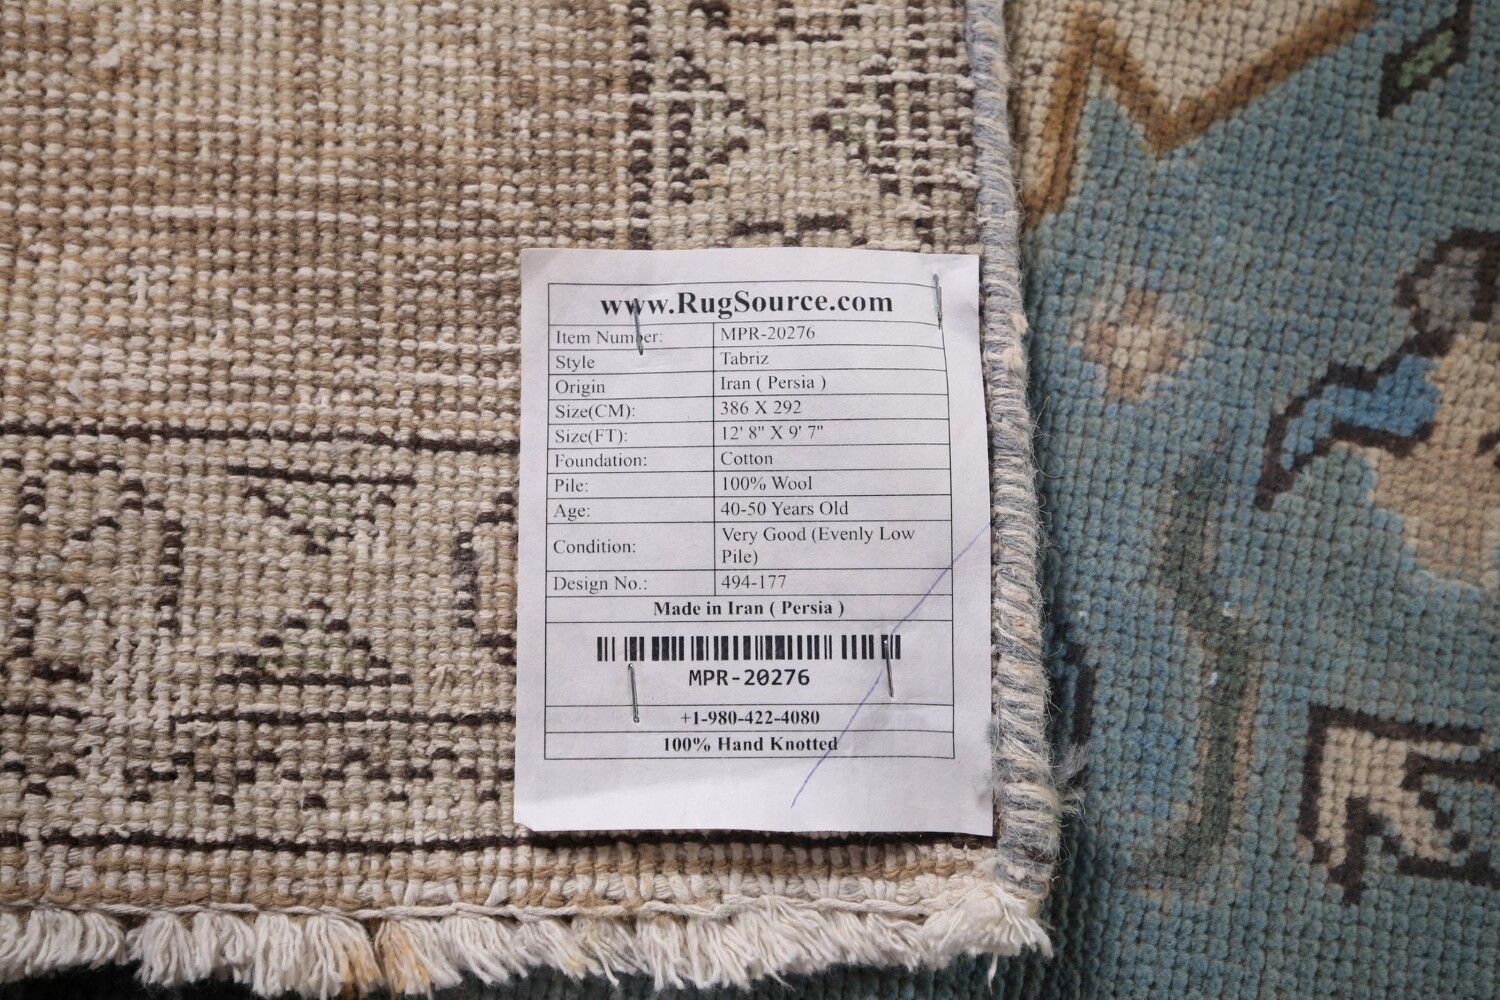 www.RugSource.com
Item Number: MPR-20276
Style Tabriz
Origin Iran ( Persia )
Size(CM): 386 X 292
Size(FT): 12' 8" X 9' 7"
Foundation: Cotton
Pile: 100% Wool
Age: 40-50 Years Old
Condition: Very Good (Evenly Low
Pile)
Design No.: 494-177
Made in Iran ( Persia )
MPR-20276
+1-980-422-4080
100% Hand Knotted